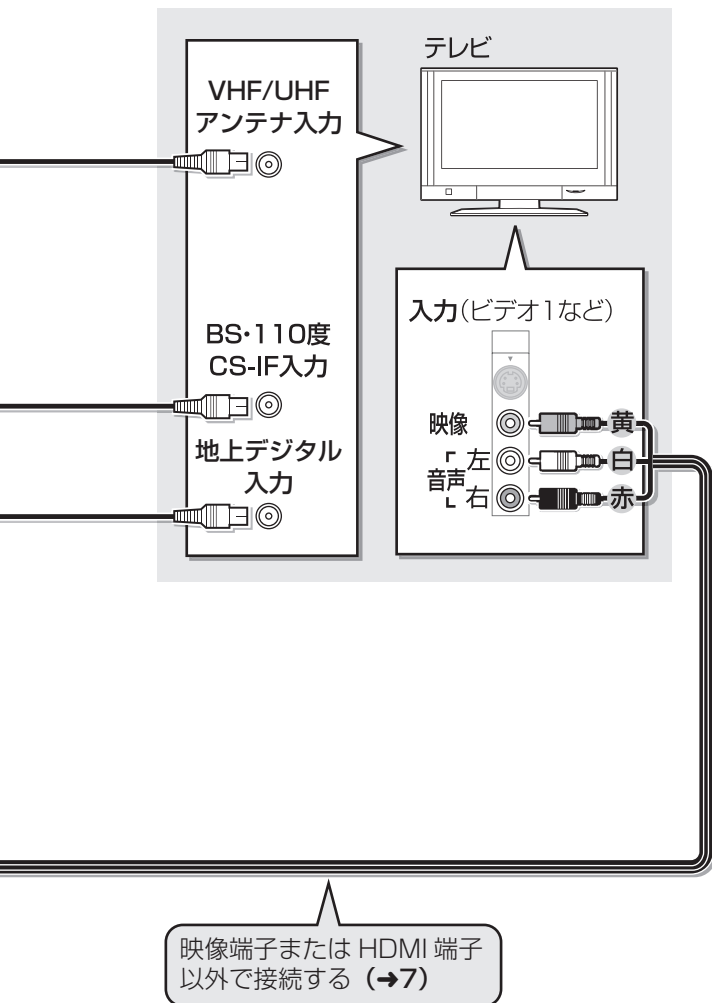 テレビ
VHF/UHF
アンテナ入力
BS・110度
CS-IF入力
地上デジタル
入力
入力(ビデオ1など)
映像 黄
音声
左 白
右 赤
映像端子または HDMI 端子
以外で接続する (➔7)